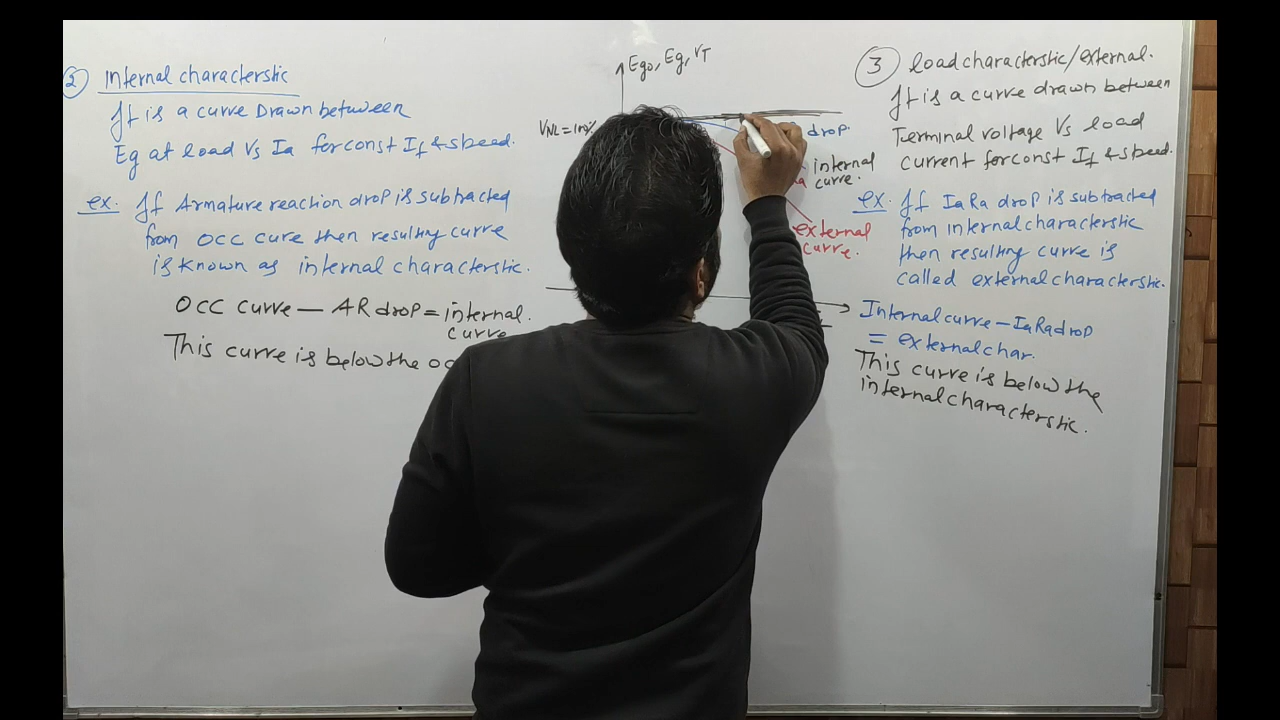 2 Internal characterstic
It is a curve Drawn between
Eg at load Vs Ia for const If & speed.
ex. If Armature reaction drop is subtracted
from OCC cure then resulting curve
is known as internal characterstic.
OCC curve — AR drop = internal
curve
This curve is below the
Eg0, Eg, VT
VNL = 100%
drop.
internal
curve.
external
curve.
3 load characterstic/external.
It is a curve drawn between
Terminal voltage Vs load
current for const If & speed.
ex. If IaRa drop is subtracted
from internal characterstic
then resulting curve is
called external characterstic.
Internal curve — IaRa drop
= external char.
This curve is below the
internal characterstic.